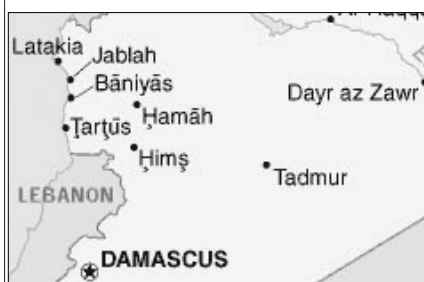 Latakia
Jablah
Bāniyās
Dayr az Zawr
Ḩamāh
Ţarţūs
Ḩimş
Tadmur
LEBANON
DAMASCUS